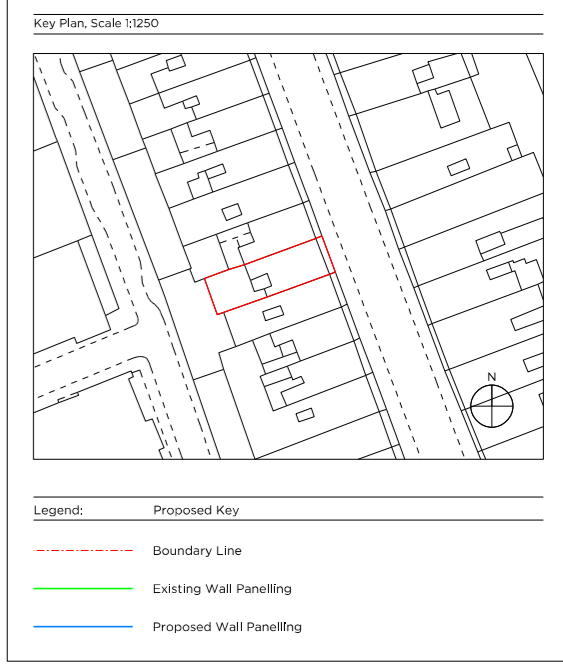 Key Plan, Scale 1:1250
N
Legend: Proposed Key
Boundary Line
Existing Wall Panelling
Proposed Wall Panelling